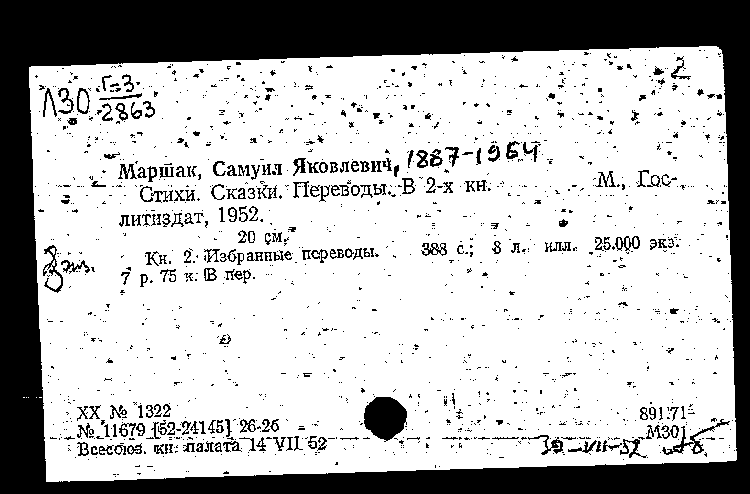 Л30 Г-3
2863
2
Маршак, Самуил Яковлевич, 1887-1964
Стихи. Сказки. Переводы. В 2-х кн. М., Гос-
литиздат, 1952.
20 см.
Кн. 2. Избранные переводы. 388 с.; 8 л. илл. 25.000 экз.
7 р. 75 к. В пер.
экз.
XX № 1322
891.71-
№ 11679 [52-24145] 26-26
М30
Всесоюз. кн. палата 14 VII 52